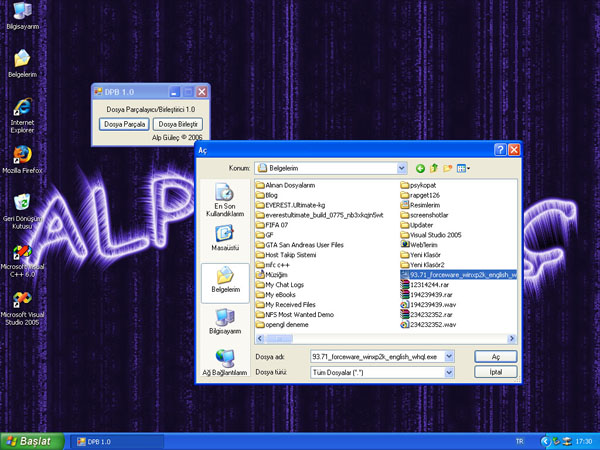 Bilgisayarım
Belgelerim
Internet
Explorer
Mozilla Firefox
Geri Dönüşüm
Kutusu
Microsoft Visual
C++ 6.0
Microsoft Visual
Studio 2005
ALP
DPB 1.0
Dosya Parçalayıcı/Birleştirici 1.0
Dosya Parçala
Dosya Birleştir
Alp Güleç © 2006
Aç
Konum:
Belgelerim
En Son
Kullandıklarım
Masaüstü
Belgelerim
Bilgisayarım
Ağ Bağlantılarım
Alınan Dosyalarım
Blog
EVEREST.Ultimate-kg
everestultimate_build_0775_nb3xkqjn5wt
FIFA 07
GF
GTA San Andreas User Files
Host Takip Sistemi
mfc c++
Müziğim
My Chat Logs
My eBooks
My Received Files
NFS Most Wanted Demo
opengl deneme
psykopat
rapget126
Resimlerim
screenshotlar
Updater
Visual Studio 2005
WebTerim
Yeni Klasör
Yeni Klasör2
93.71_forceware_winxp2k_english_w
12314244.rar
194239439.rar
194239439.wav
234232352.rar
234232352.wav
Dosya adı:
93.71_forceware_winxp2k_english_whql.exe
Aç
Dosya türü:
Tüm Dosyalar (*.*)
İptal
Başlat
DPB 1.0
TR
17:30